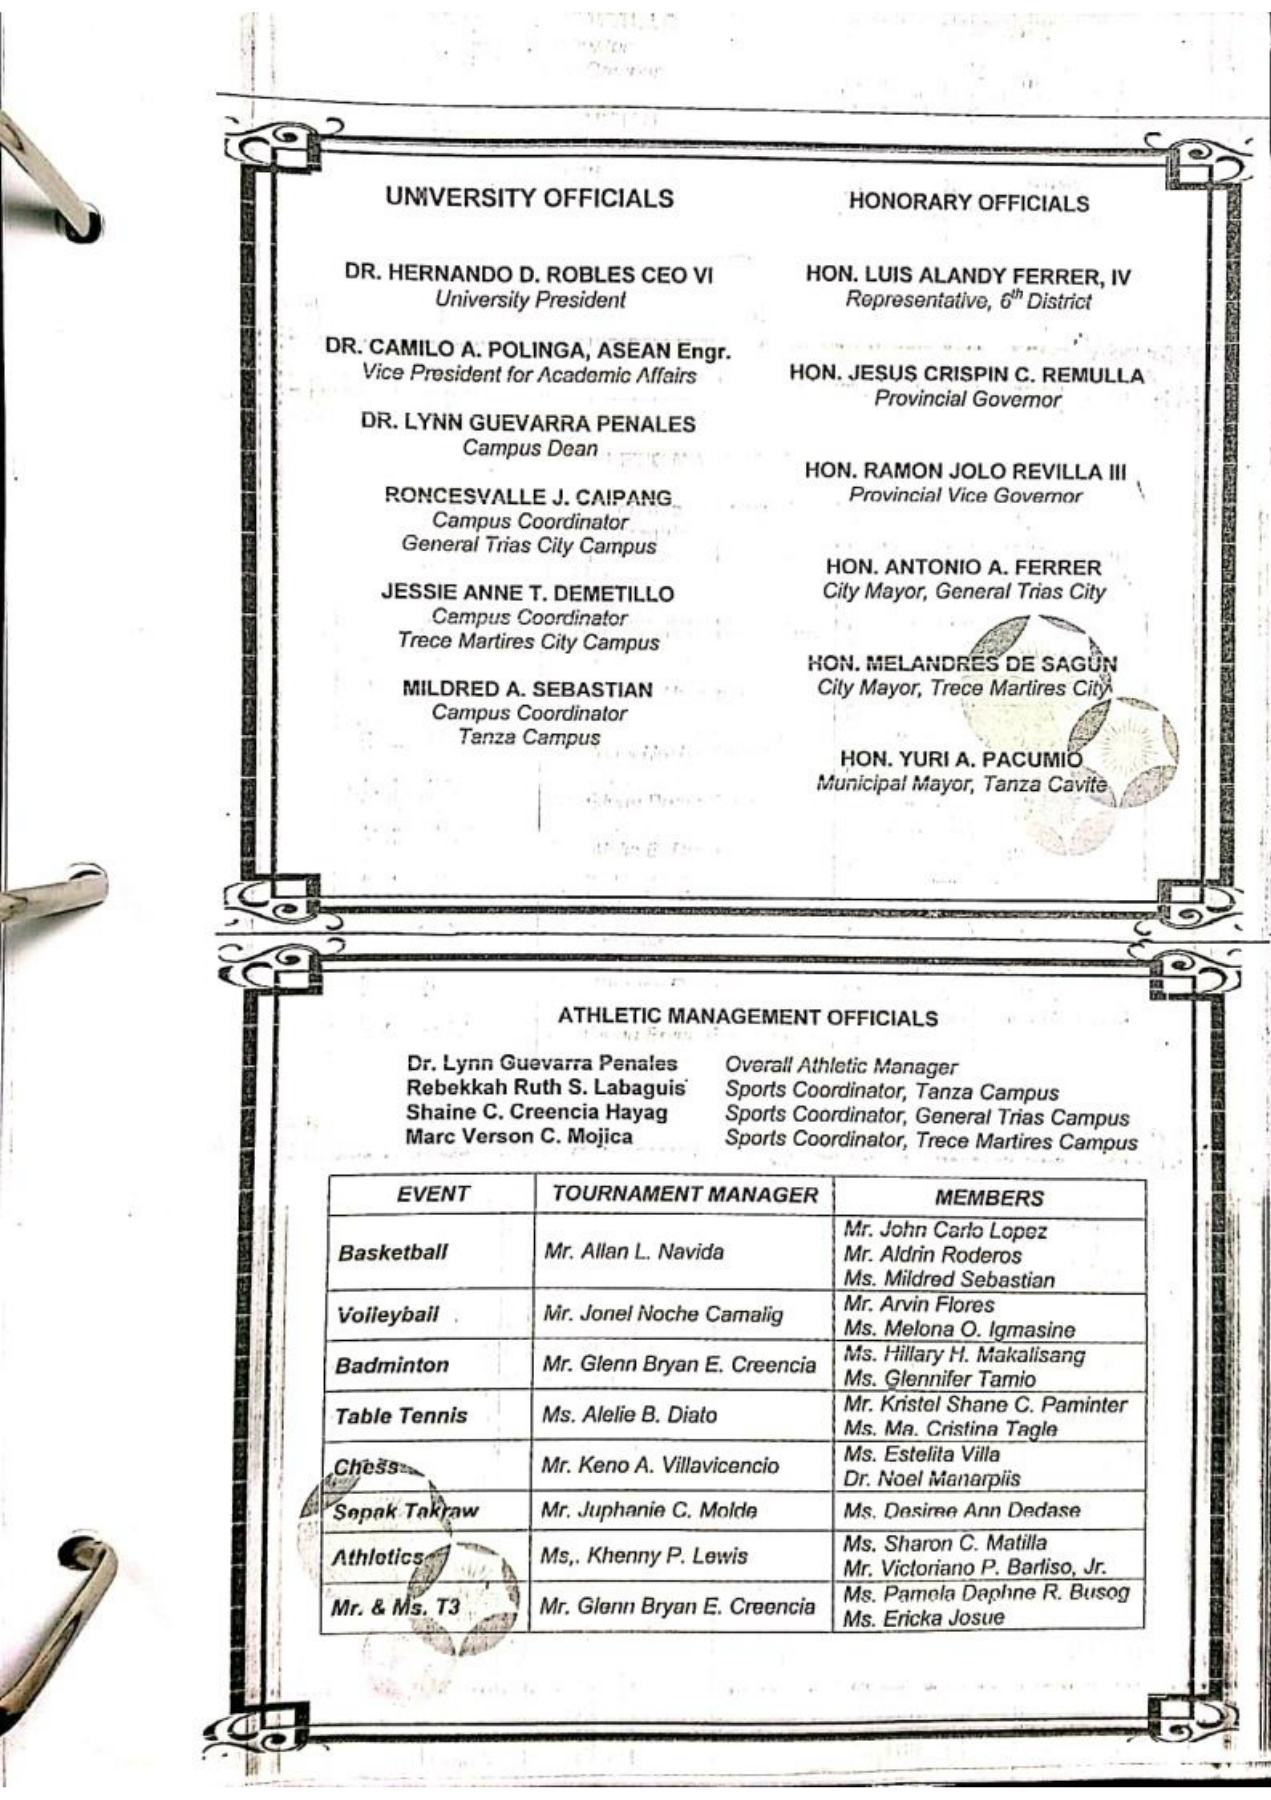 UNIVERSITY OFFICIALS
DR. HERNANDO D. ROBLES CEO VI
University President
DR. CAMILO A. POLINGA, ASEAN Engr.
Vice President for Academic Affairs
DR. LYNN GUEVARRA PENALES
Campus Dean
RONCESVALLE J. CAIPANG
Campus Coordinator
General Trias City Campus
JESSIE ANNE T. DEMETILLO
Campus Coordinator
Trece Martires City Campus
MILDRED A. SEBASTIAN
Campus Coordinator
Tanza Campus
HONORARY OFFICIALS
HON. LUIS ALANDY FERRER, IV
Representative, 6th District
HON. JESUS CRISPIN C. REMULLA
Provincial Governor
HON. RAMON JOLO REVILLA III
Provincial Vice Governor
HON. ANTONIO A. FERRER
City Mayor, General Trias City
HON. MELANDRES DE SAGUN
City Mayor, Trece Martires City
HON. YURI A. PACUMIO
Municipal Mayor, Tanza Cavite
ATHLETIC MANAGEMENT OFFICIALS
Dr. Lynn Guevarra Penales Overall Athletic Manager
Rebekkah Ruth S. Labaguis Sports Coordinator, Tanza Campus
Shaine C. Creencia Hayag Sports Coordinator, General Trias Campus
Marc Verson C. Mojica Sports Coordinator, Trece Martires Campus
EVENT TOURNAMENT MANAGER MEMBERS
Basketball Mr. Allan L. Navida
Mr. John Carlo Lopez
Mr. Aldrin Roderos
Ms. Mildred Sebastian
Volleyball Mr. Jonel Noche Camalig
Mr. Arvin Flores
Ms. Melona O. Igmasine
Badminton Mr. Glenn Bryan E. Creencia
Ms. Hillary H. Makalisang
Ms. Glennifer Tamio
Table Tennis Ms. Alelie B. Diato
Mr. Kristel Shane C. Paminter
Ms. Ma. Cristina Tagle
Chess Mr. Keno A. Villavicencio
Ms. Estelita Villa
Dr. Noel Manarpiis
Sepak Takraw Mr. Juphanie C. Molde Ms. Desiree Ann Dedase
Athletics Ms,. Khenny P. Lewis
Ms. Sharon C. Matilla
Mr. Victoriano P. Barliso, Jr.
Mr. & Ms. T3 Mr. Glenn Bryan E. Creencia
Ms. Pamela Daphne R. Busog
Ms. Ericka Josue